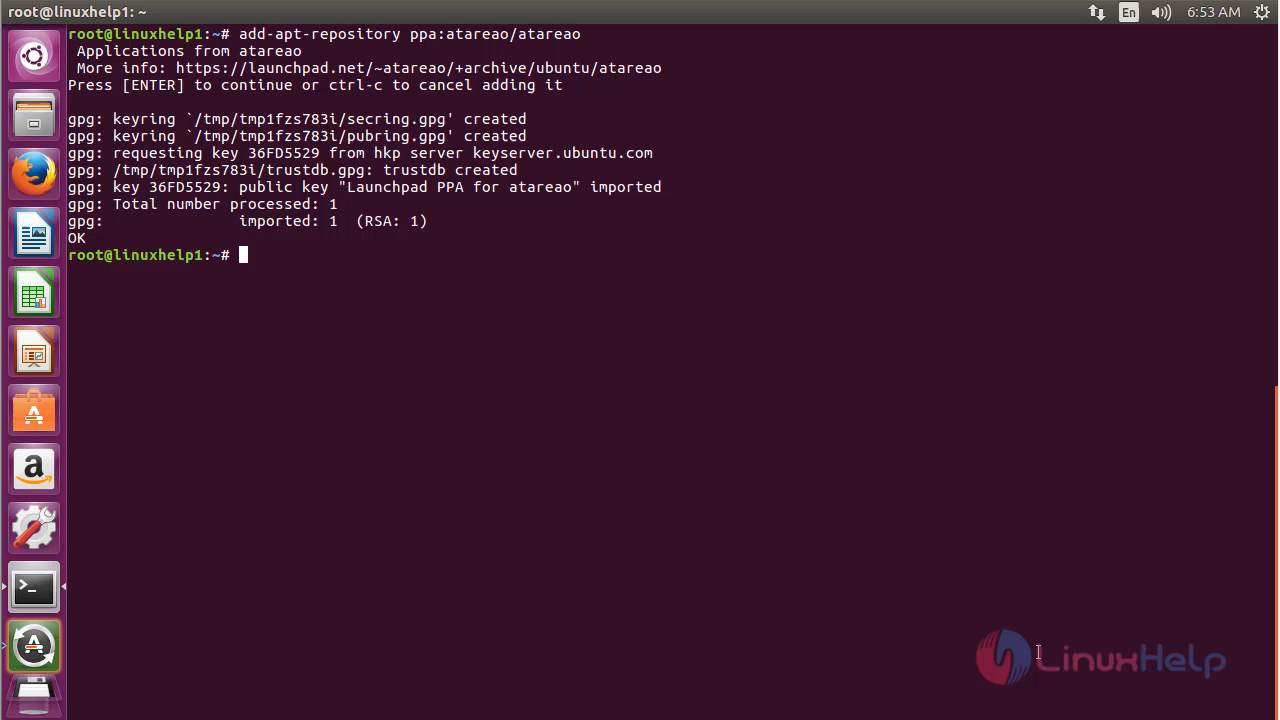 root@linuxhelp1: ~
En
6:53 AM
root@linuxhelp1:~# add-apt-repository ppa:atareao/atareao
Applications from atareao
More info: https://launchpad.net/~atareao/+archive/ubuntu/atareao
Press [ENTER] to continue or ctrl-c to cancel adding it
gpg: keyring `/tmp/tmp1fzs783i/secring.gpg' created
gpg: keyring `/tmp/tmp1fzs783i/pubring.gpg' created
gpg: requesting key 36FD5529 from hkp server keyserver.ubuntu.com
gpg: /tmp/tmp1fzs783i/trustdb.gpg: trustdb created
gpg: key 36FD5529: public key "Launchpad PPA for atareao" imported
gpg: Total number processed: 1
gpg:               imported: 1  (RSA: 1)
OK
root@linuxhelp1:~#
LinuxHelp